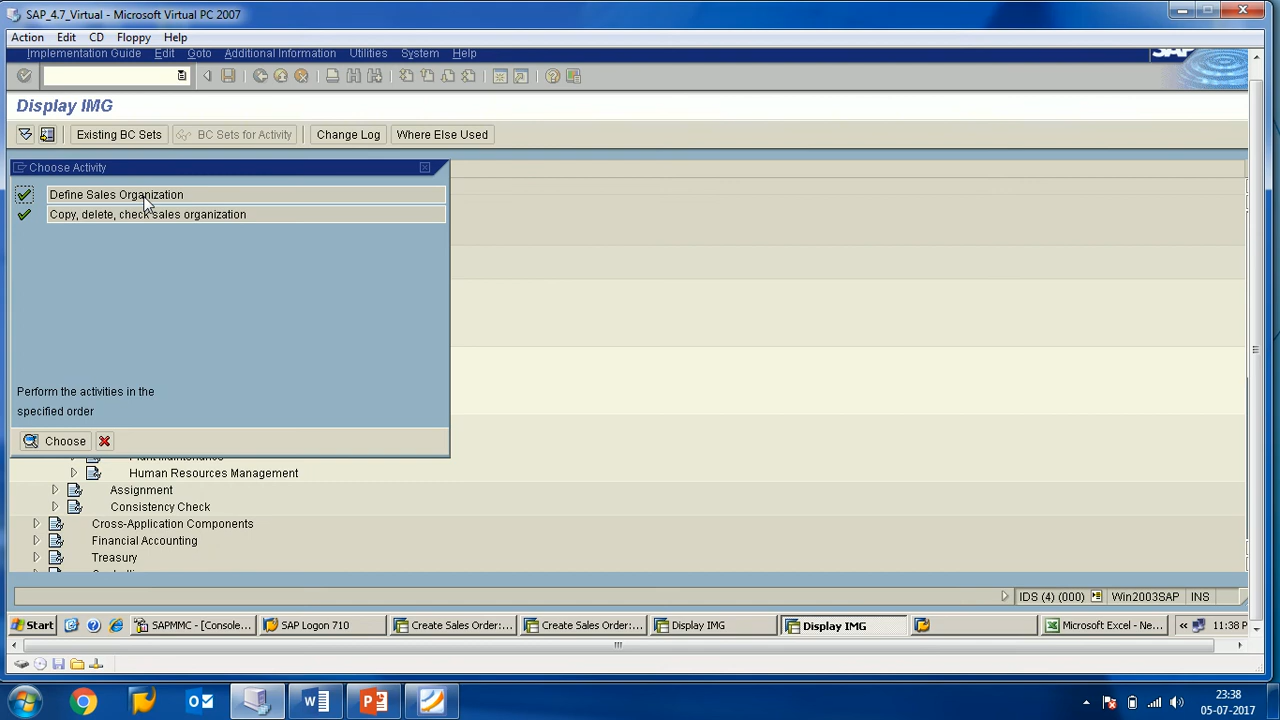 SAP_4.7_Virtual - Microsoft Virtual PC 2007
Action Edit CD Floppy Help
Implementation Guide Edit Goto Additional Information Utilities System Help
SAP
Display IMG
Existing BC Sets BC Sets for Activity Change Log Where Else Used
Choose Activity
Define Sales Organization
Copy, delete, check sales organization
Perform the activities in the
specified order
Choose
Plant Maintenance
Human Resources Management
Assignment
Consistency Check
Cross-Application Components
Financial Accounting
Treasury
IDS (4) (000) Win2003SAP INS
Start SAPMMC - [Console... SAP Logon 710 Create Sales Order:... Create Sales Order:... Display IMG Display IMG Microsoft Excel - Ne... « 11:38 P
23:38
05-07-2017